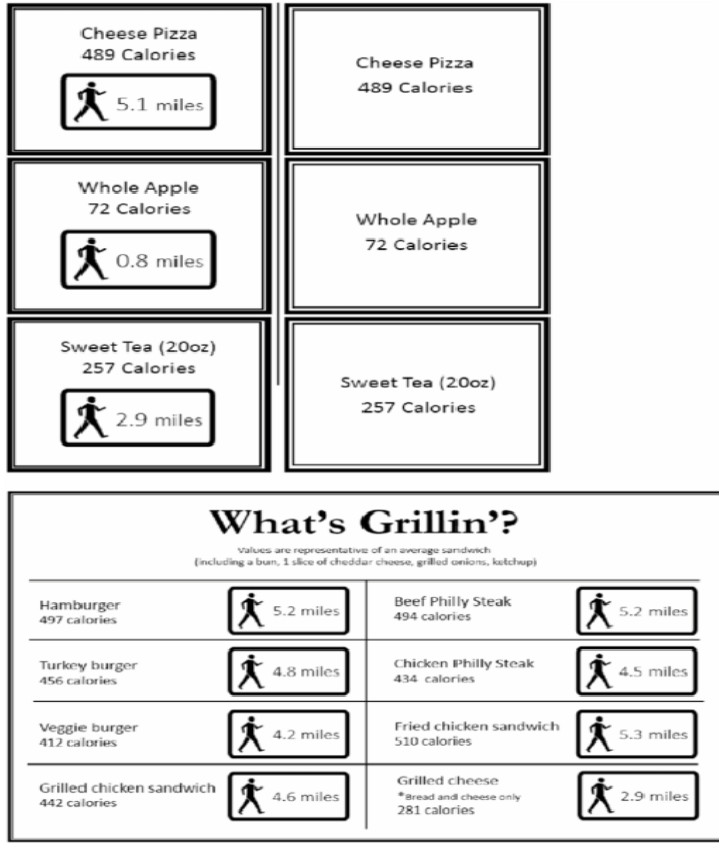 Cheese Pizza
489 Calories
5.1 miles
Cheese Pizza
489 Calories
Whole Apple
72 Calories
0.8 miles
Whole Apple
72 Calories
Sweet Tea (20oz)
257 Calories
2.9 miles
Sweet Tea (20oz)
257 Calories
What's Grillin'?
Values are representative of an average sandwich
(including a bun, 1 slice of cheddar cheese, grilled onions, ketchup)
Hamburger
497 calories
5.2 miles
Beef Philly Steak
494 calories
5.2 miles
Turkey burger
456 calories
4.8 miles
Chicken Philly Steak
434 calories
4.5 miles
Veggie burger
412 calories
4.2 miles
Fried chicken sandwich
510 calories
5.3 miles
Grilled chicken sandwich
442 calories
4.6 miles
Grilled cheese
*Bread and cheese only
281 calories
2.9 miles